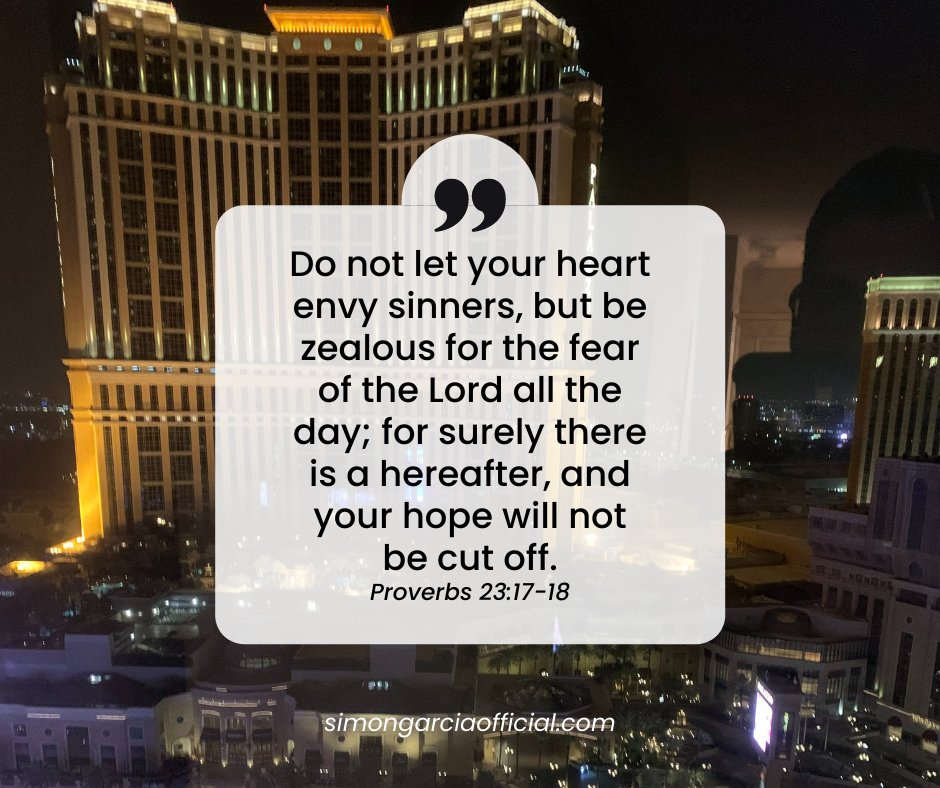 ”
Do not let your heart
envy sinners, but be
zealous for the fear
of the Lord all the
day; for surely there
is a hereafter, and
your hope will not
be cut off.
Proverbs 23:17-18
simongarciaofficial.com